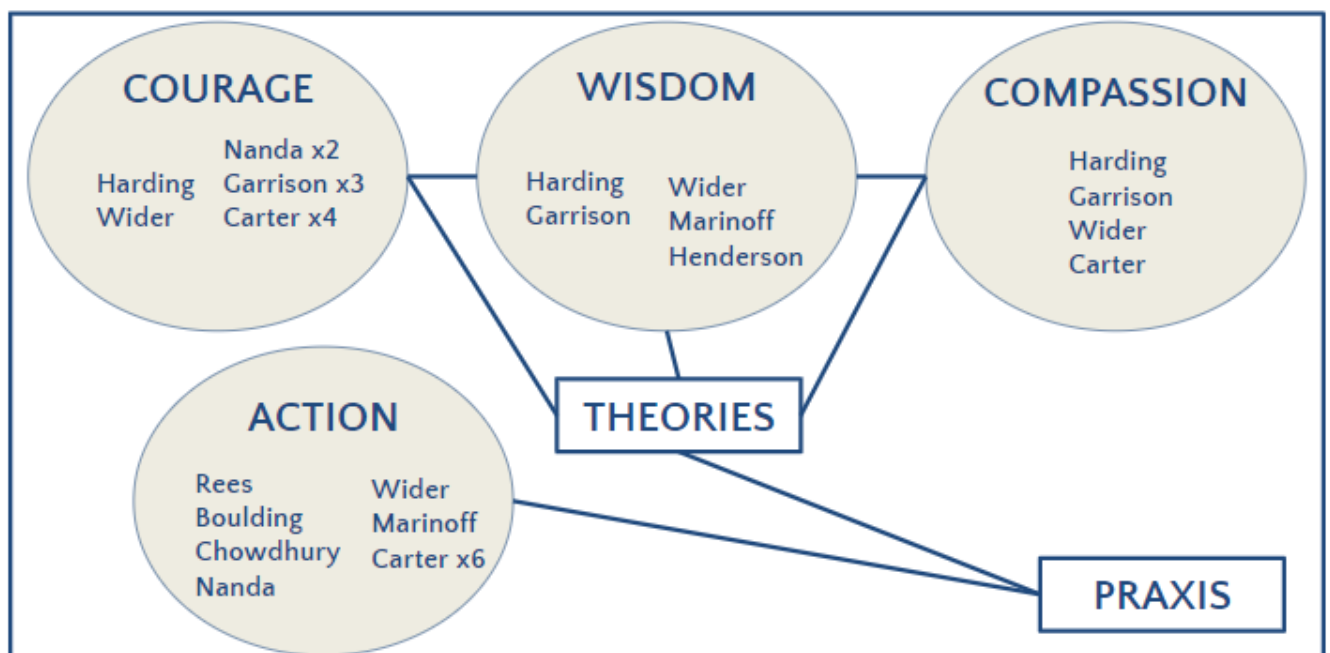 COURAGE
Harding
Wider
Nanda x2
Garrison x3
Carter x4
WISDOM
Harding
Garrison
Wider
Marinoff
Henderson
COMPASSION
Harding
Garrison
Wider
Carter
ACTION
Rees
Boulding
Chowdhury
Nanda
Wider
Marinoff
Carter x6
THEORIES
PRAXIS